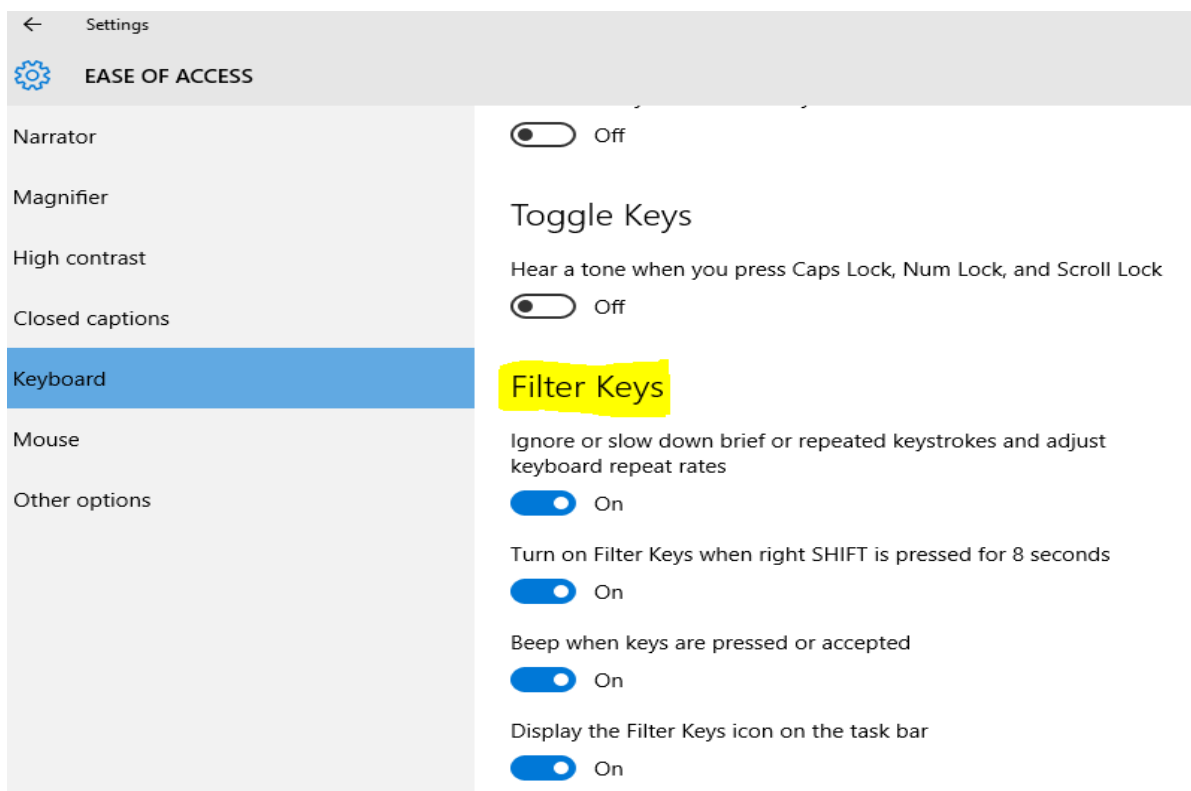 Settings
EASE OF ACCESS
Narrator
Magnifier
High contrast
Closed captions
Keyboard
Mouse
Other options
Off
Toggle Keys
Hear a tone when you press Caps Lock, Num Lock, and Scroll Lock
Off
Filter Keys
Ignore or slow down brief or repeated keystrokes and adjust
keyboard repeat rates
On
Turn on Filter Keys when right SHIFT is pressed for 8 seconds
On
Beep when keys are pressed or accepted
On
Display the Filter Keys icon on the task bar
On